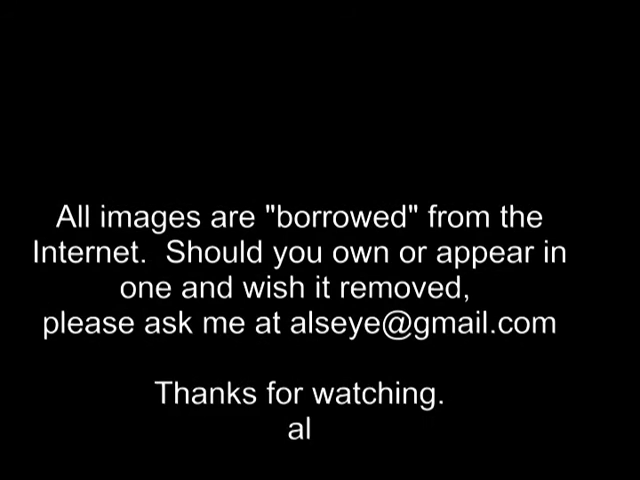 All images are "borrowed" from the
Internet.  Should you own or appear in
one and wish it removed,
please ask me at alseye@gmail.com
Thanks for watching.
al